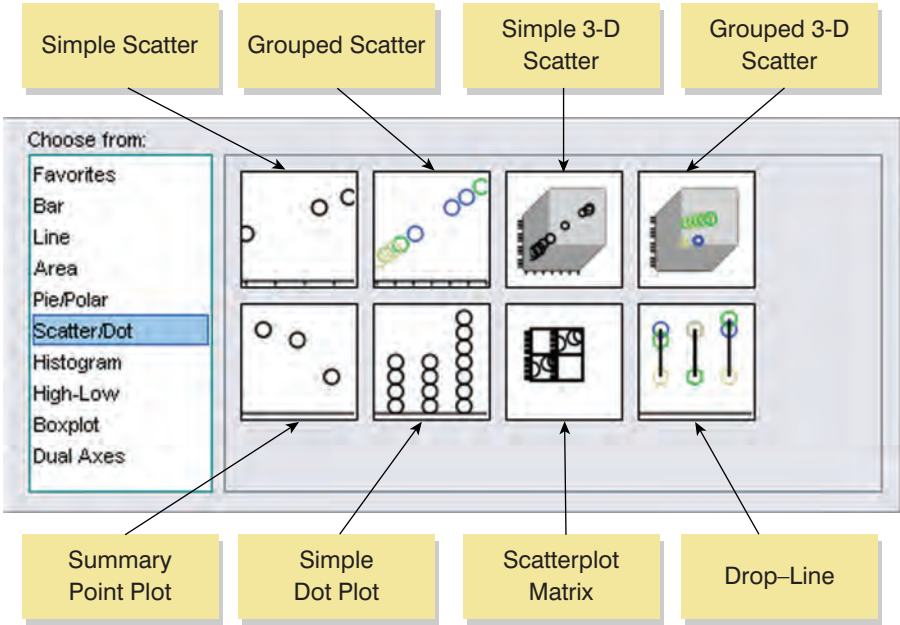 Simple Scatter
Grouped Scatter
Simple 3-D
Scatter
Grouped 3-D
Scatter
Choose from:
Favorites
Bar
Line
Area
Pie/Polar
Scatter/Dot
Histogram
High-Low
Boxplot
Dual Axes
Summary
Point Plot
Simple
Dot Plot
Scatterplot
Matrix
Drop–Line